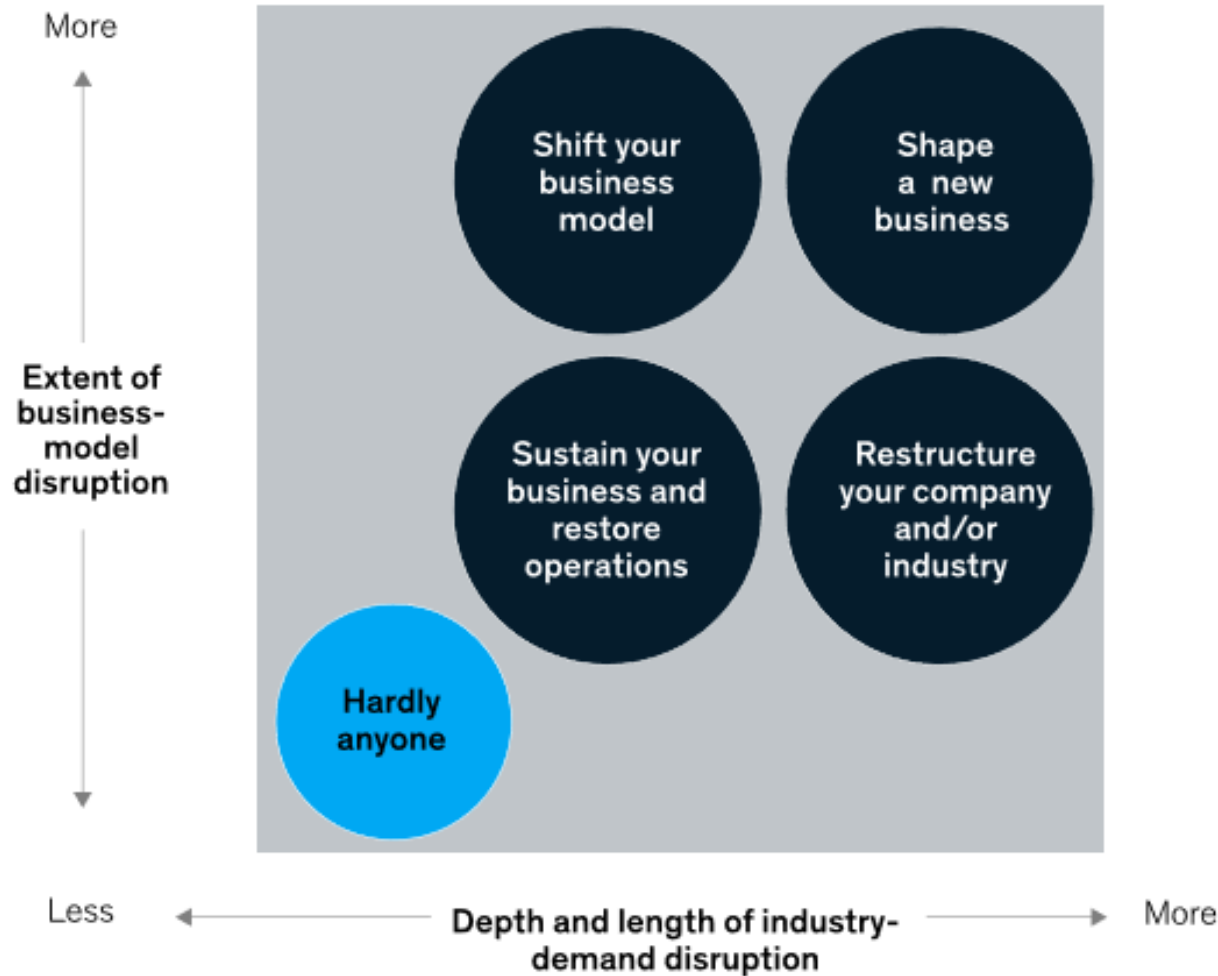 More
Shift your
business
model
Shape
a new
business
Extent of
business-
model
disruption
Sustain your
business and
restore
operations
Restructure
your company
and/or
industry
Hardly
anyone
Less
Depth and length of industry-
demand disruption
More